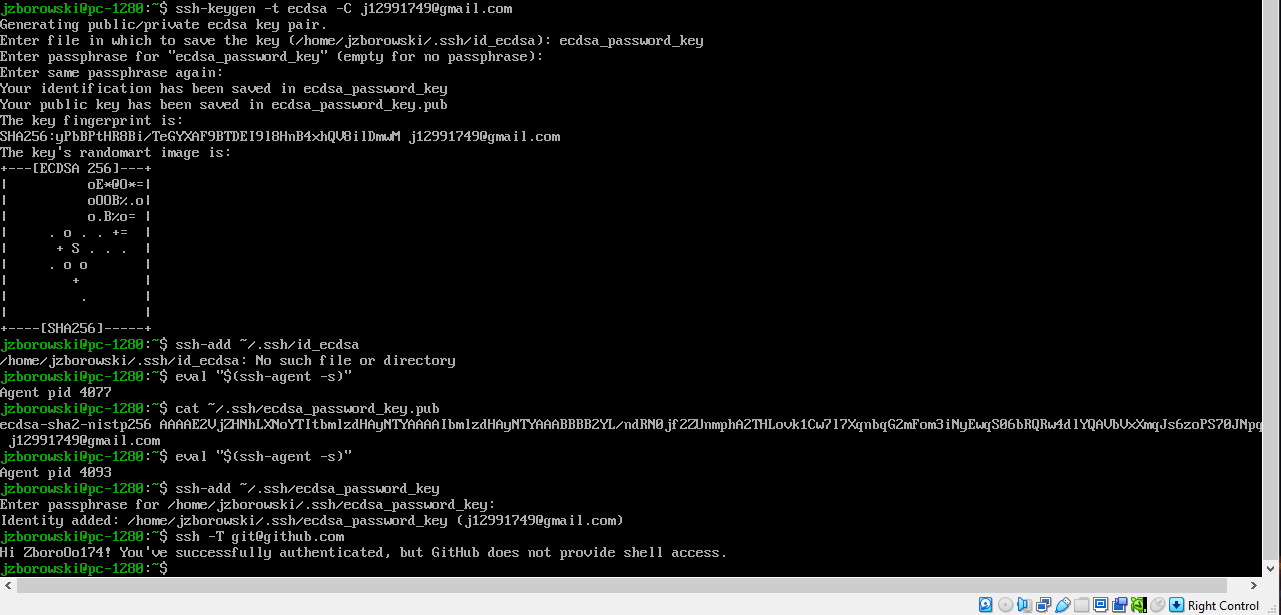 jzborowski@pc-1280:~$ ssh-keygen -t ecdsa -C j12991749@gmail.com
Generating public/private ecdsa key pair.
Enter file in which to save the key (/home/jzborowski/.ssh/id_ecdsa): ecdsa_password_key
Enter passphrase for "ecdsa_password_key" (empty for no passphrase):
Enter same passphrase again:
Your identification has been saved in ecdsa_password_key
Your public key has been saved in ecdsa_password_key.pub
The key fingerprint is:
SHA256:yPbBPtHR8Bi/TeGYXAF9BTDEI9l8HnB4xhQV8ilDmwM j12991749@gmail.com
The key's randomart image is:
+---[ECDSA 256]---+
|          oE*@O*=|
|          oOOB%.o|
|          o.B%o= |
|     . o . . +=  |
|      + S . . .  |
|     . o o       |
|        +        |
|         .       |
|                 |
+----[SHA256]-----+
jzborowski@pc-1280:~$ ssh-add ~/.ssh/id_ecdsa
/home/jzborowski/.ssh/id_ecdsa: No such file or directory
jzborowski@pc-1280:~$ eval "$(ssh-agent -s)"
Agent pid 4077
jzborowski@pc-1280:~$ cat ~/.ssh/ecdsa_password_key.pub
ecdsa-sha2-nistp256 AAAAE2VjZHNhLXNoYTItbmlzdHAyNTYAAAAIbmlzdHAyNTYAAABBBB2YL/ndRN0jf2ZUnmphA2THLovk1Cw7l7XqnbqG2mFom3iNyEwqS06bRQRw4dlYQAVbVxXmqJs6zoPS70JNpq
 j12991749@gmail.com
jzborowski@pc-1280:~$ eval "$(ssh-agent -s)"
Agent pid 4093
jzborowski@pc-1280:~$ ssh-add ~/.ssh/ecdsa_password_key
Enter passphrase for /home/jzborowski/.ssh/ecdsa_password_key:
Identity added: /home/jzborowski/.ssh/ecdsa_password_key (j12991749@gmail.com)
jzborowski@pc-1280:~$ ssh -T git@github.com
Hi ZboroOo174! You've successfully authenticated, but GitHub does not provide shell access.
jzborowski@pc-1280:~$
Right Control